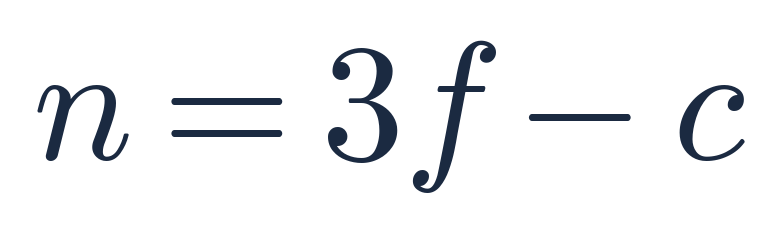 n = 3f − c